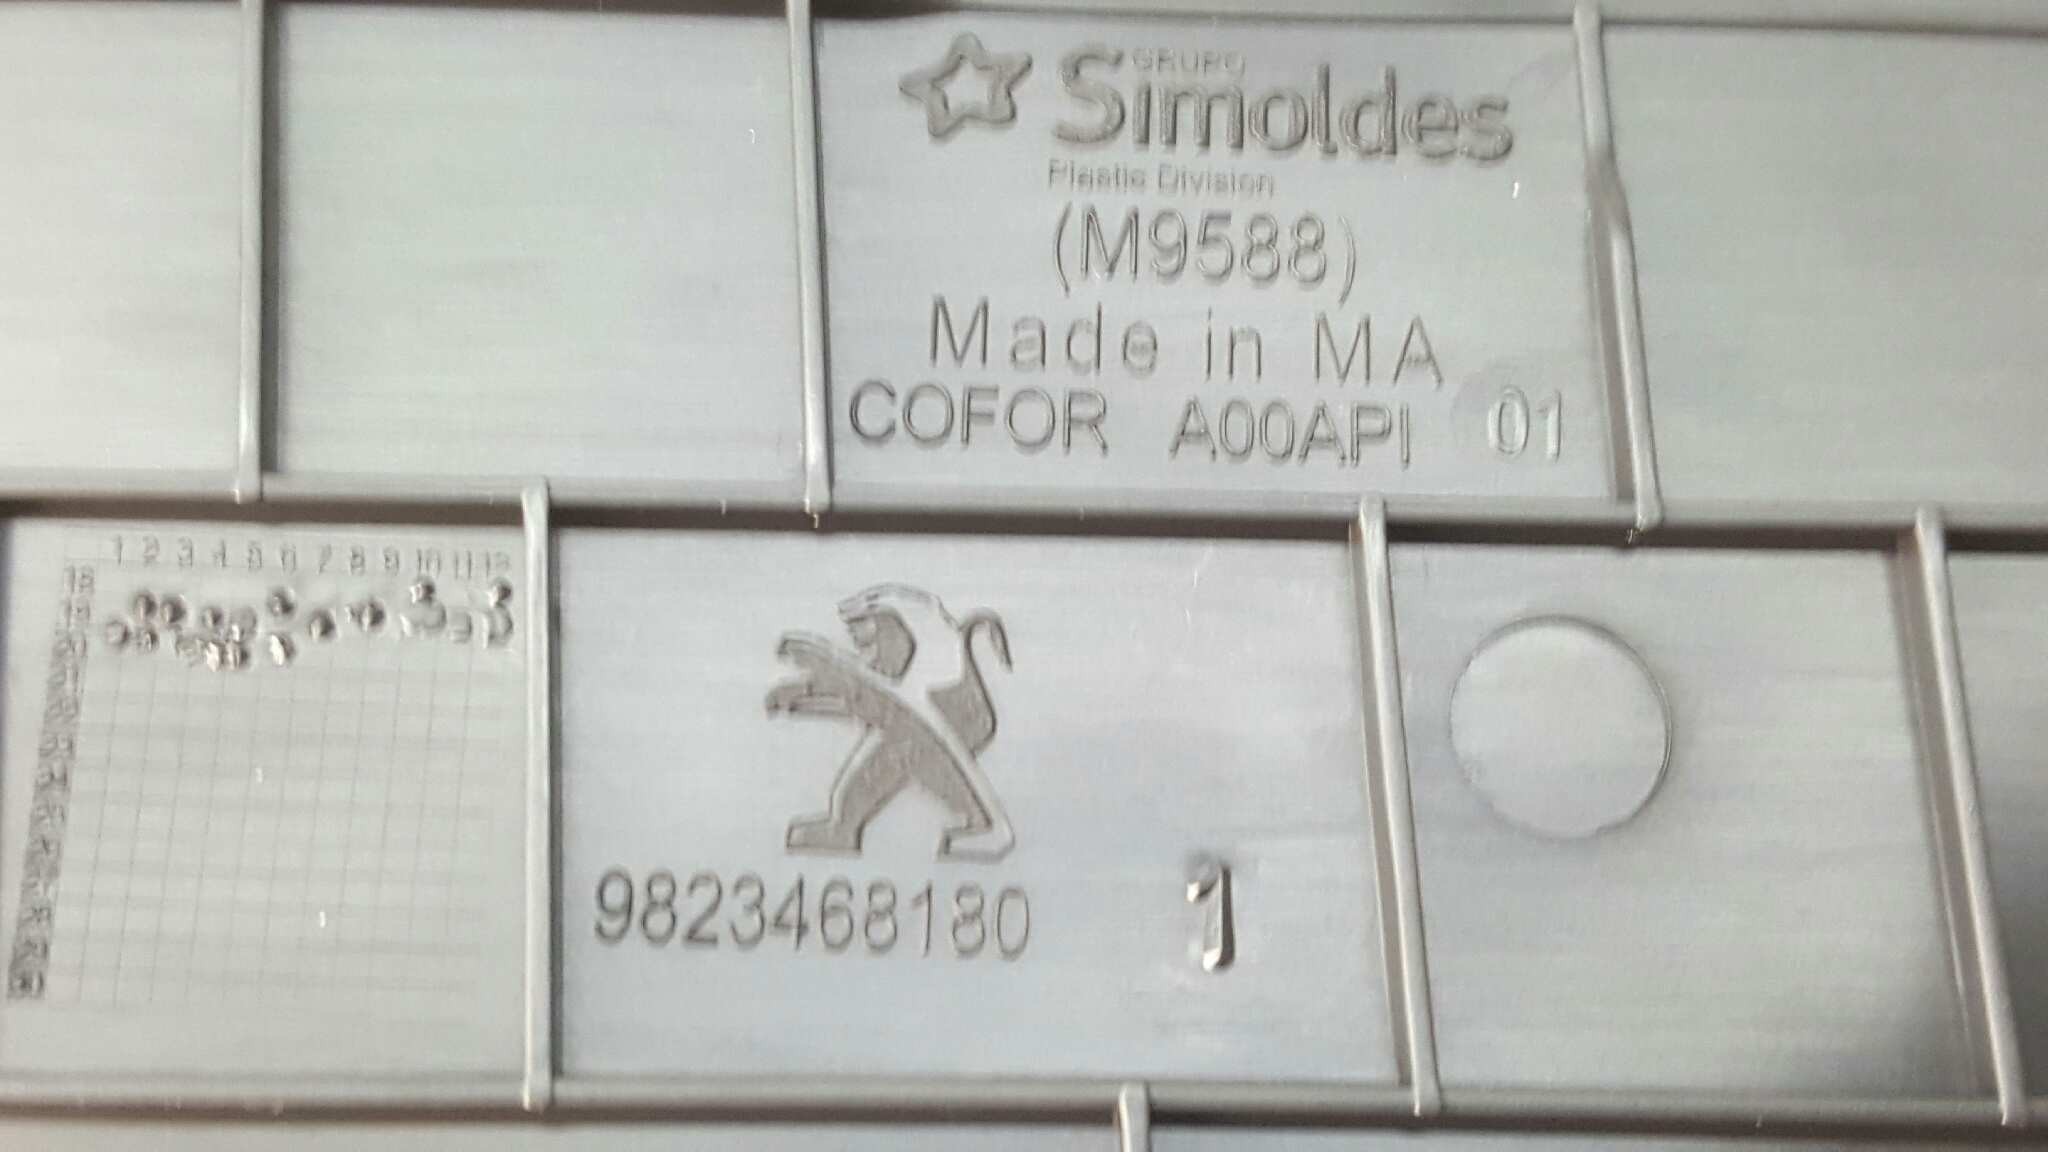 GRUPO
Simoldes
Plastic Division
(M9588)
Made in MA
COFOR A00API 01
1 2 3 4 5 6 7 8 9 10 11 12
9823468180 1